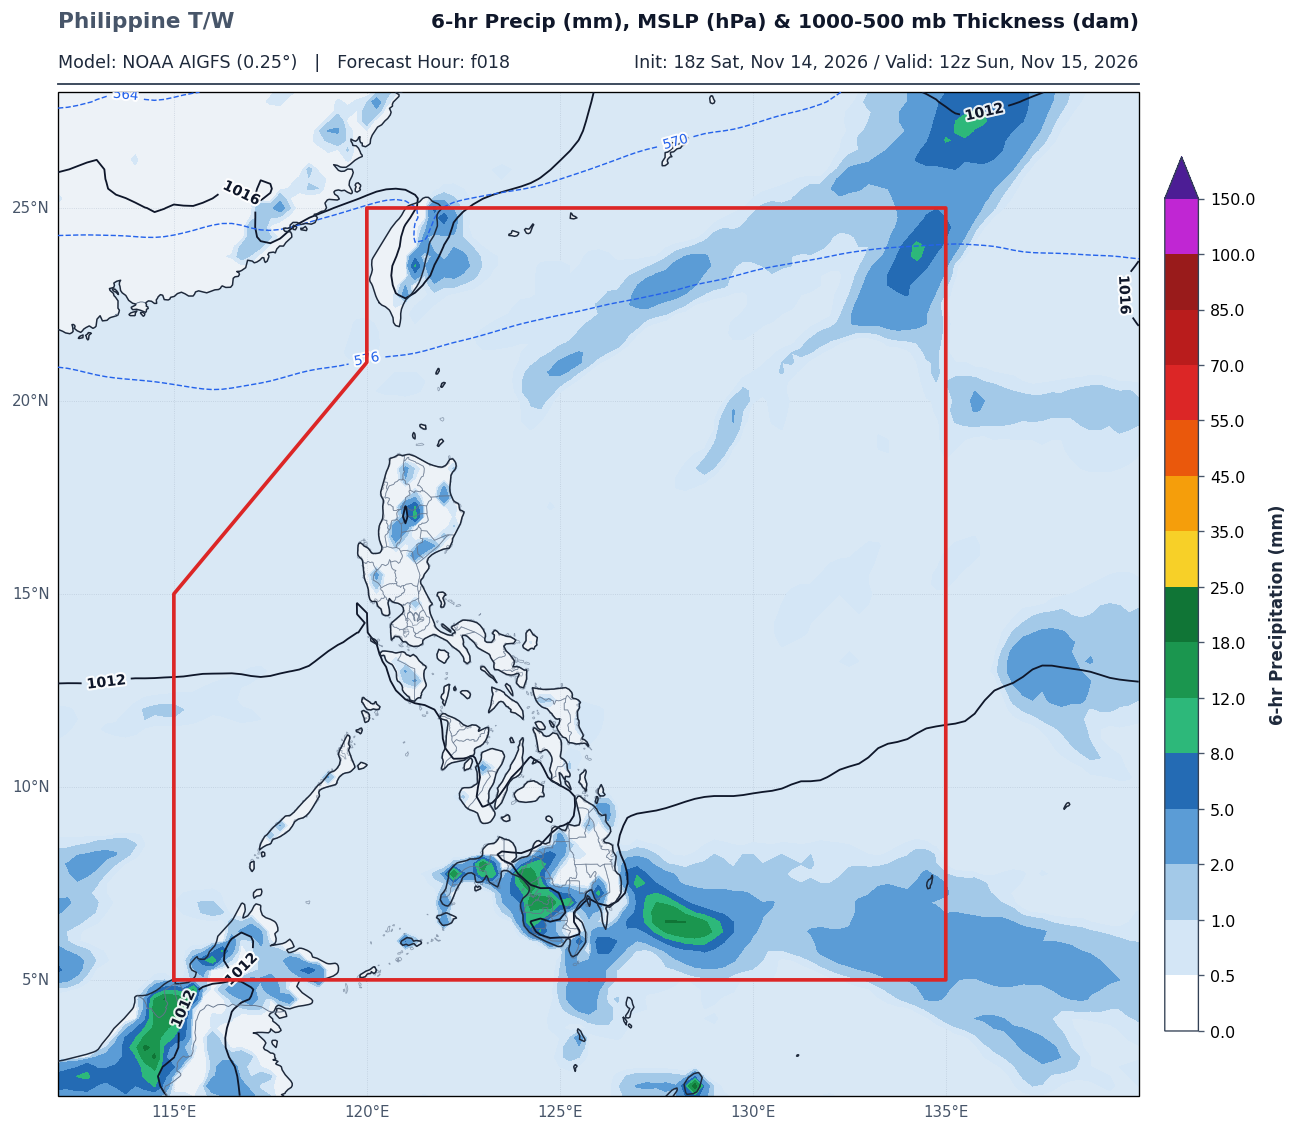 Philippine T/W
6-hr Precip (mm), MSLP (hPa) & 1000-500 mb Thickness (dam)
Model: NOAA AIGFS (0.25°) | Forecast Hour: f018
Init: 18z Sat, Nov 14, 2026 / Valid: 12z Sun, Nov 15, 2026
564
1012
570
1016
25°N
1016
576
20°N
15°N
1012
10°N
1012
5°N
1012
115°E
120°E
125°E
130°E
135°E
150.0
100.0
85.0
70.0
55.0
45.0
35.0
25.0
18.0
12.0
8.0
5.0
2.0
1.0
0.5
0.0
6-hr Precipitation (mm)